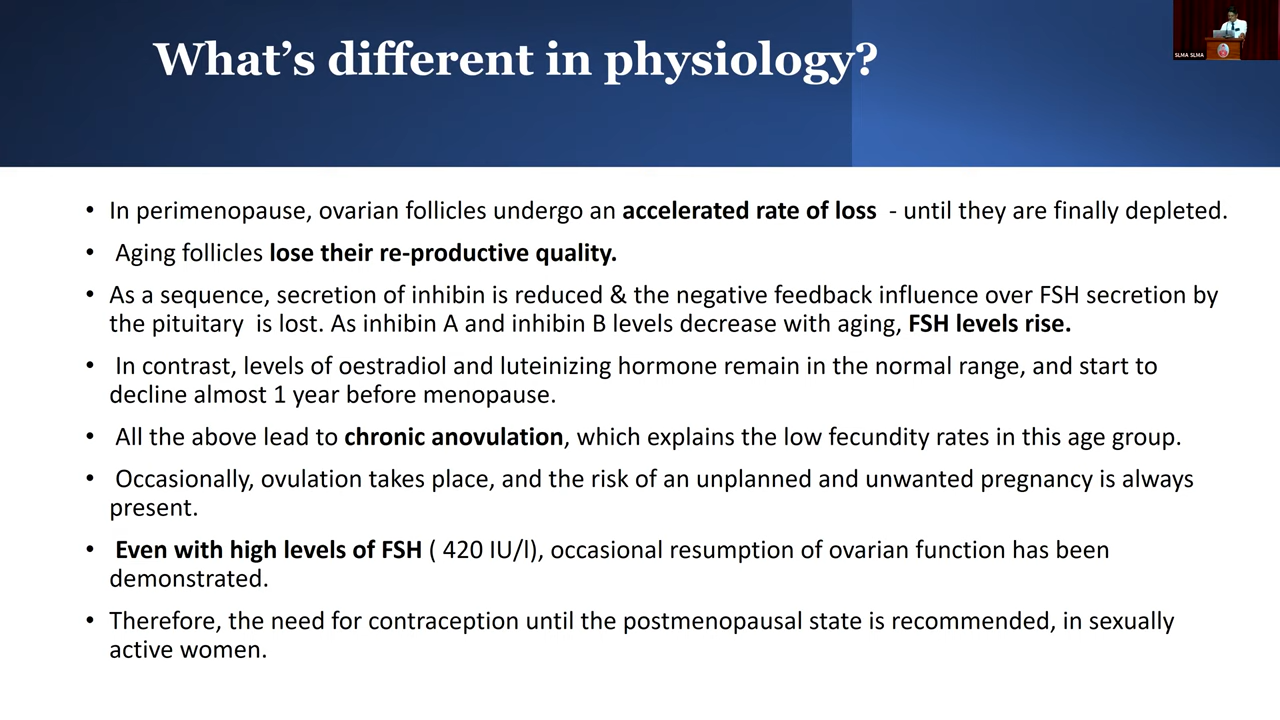 What's different in physiology?
SLMA SLMA
• In perimenopause, ovarian follicles undergo an accelerated rate of loss - until they are finally depleted.
• Aging follicles lose their re-productive quality.
• As a sequence, secretion of inhibin is reduced & the negative feedback influence over FSH secretion by
the pituitary is lost. As inhibin A and inhibin B levels decrease with aging, FSH levels rise.
• In contrast, levels of oestradiol and luteinizing hormone remain in the normal range, and start to
decline almost 1 year before menopause.
• All the above lead to chronic anovulation, which explains the low fecundity rates in this age group.
• Occasionally, ovulation takes place, and the risk of an unplanned and unwanted pregnancy is always
present.
• Even with high levels of FSH ( 420 IU/l), occasional resumption of ovarian function has been
demonstrated.
• Therefore, the need for contraception until the postmenopausal state is recommended, in sexually
active women.